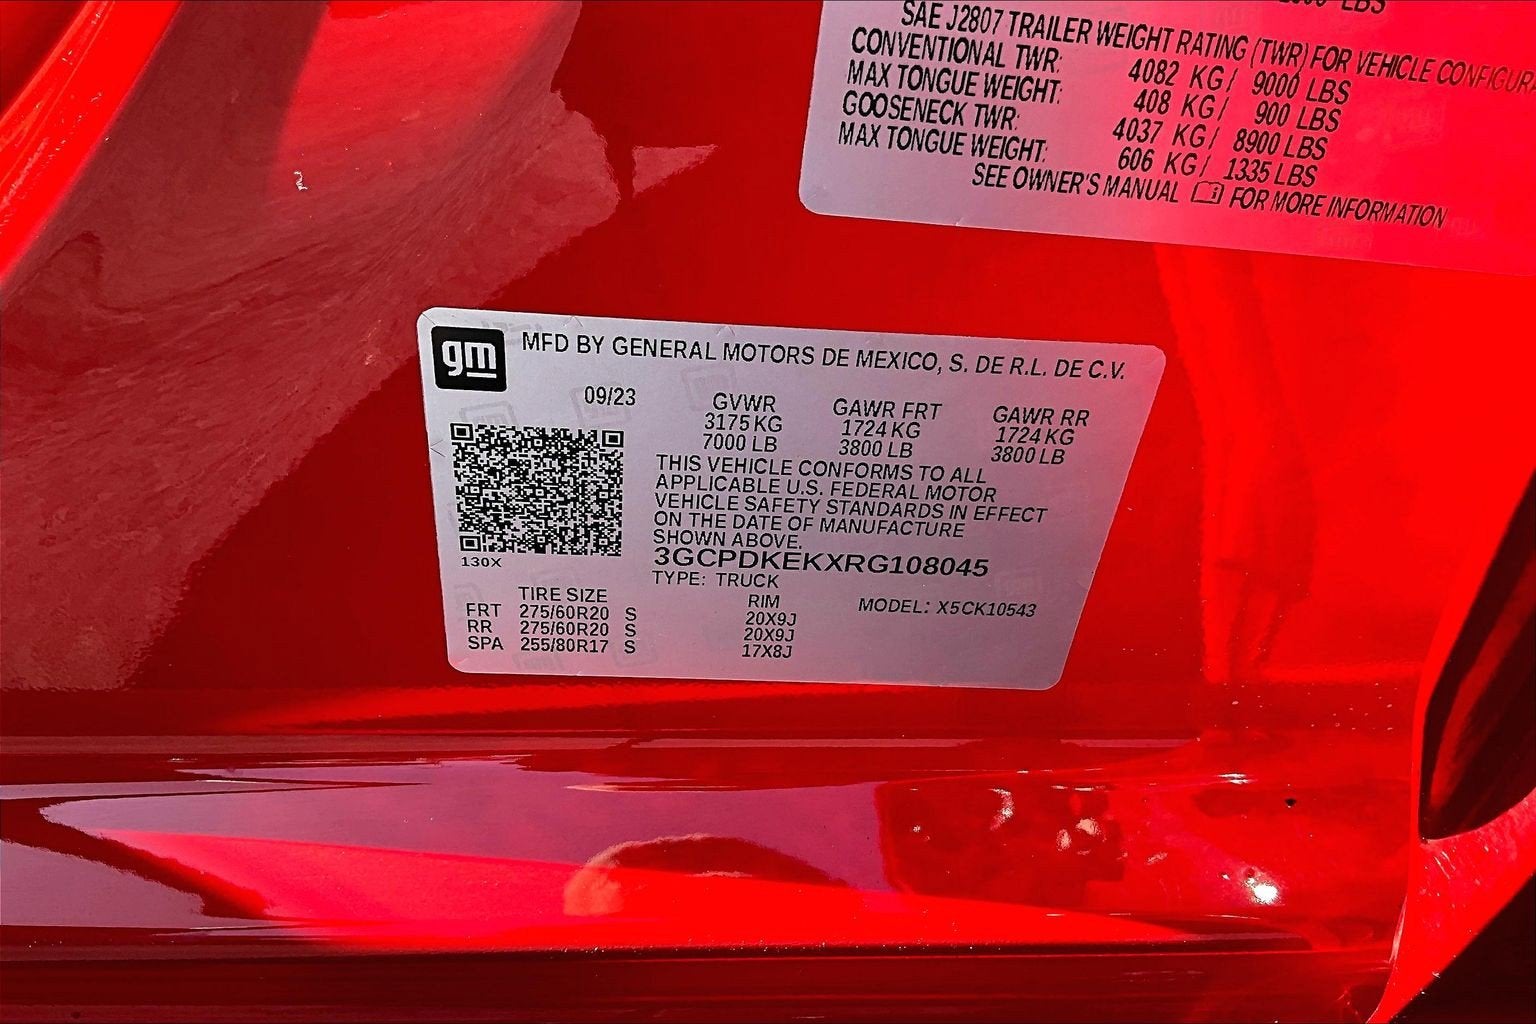 LBS
SAE J2807 TRAILER WEIGHT RATING (TWR) FOR VEHICLE
CONVENTIONAL TWR: 4082 KG/ 9000 LBS
MAX TONGUE WEIGHT: 408 KG/ 900 LBS
GOOSENECK TWR: 4037 KG/ 8900 LBS
MAX TONGUE WEIGHT: 606 KG/ 1335 LBS
SEE OWNER'S MANUAL FOR MORE INFORMATION
gm
MFD BY GENERAL MOTORS DE MEXICO, S. DE R.L. DE C.V.
09/23 GVWR GAWR FRT GAWR RR
3175 KG 1724 KG 1724 KG
7000 LB 3800 LB 3800 LB
THIS VEHICLE CONFORMS TO ALL
APPLICABLE U.S. FEDERAL MOTOR
VEHICLE SAFETY STANDARDS IN EFFECT
ON THE DATE OF MANUFACTURE
SHOWN ABOVE.
130X
3GCPDKEKXRG108045
TYPE: TRUCK
MODEL: X5CK10543
TIRE SIZE RIM
FRT 275/60R20 S 20X9J
RR 275/60R20 S 20X9J
SPA 255/80R17 S 17X8J